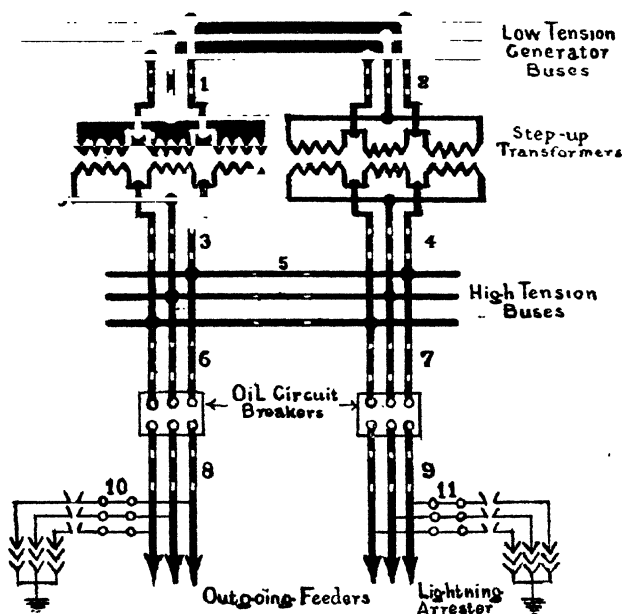 Low Tension
Generator
Buses
1
2
Step-up
Transformers
3
4
5
High Tension
Buses
6
7
Oil Circuit
Breakers
8
9
10
11
Outgoing Feeders
Lightning
Arrester